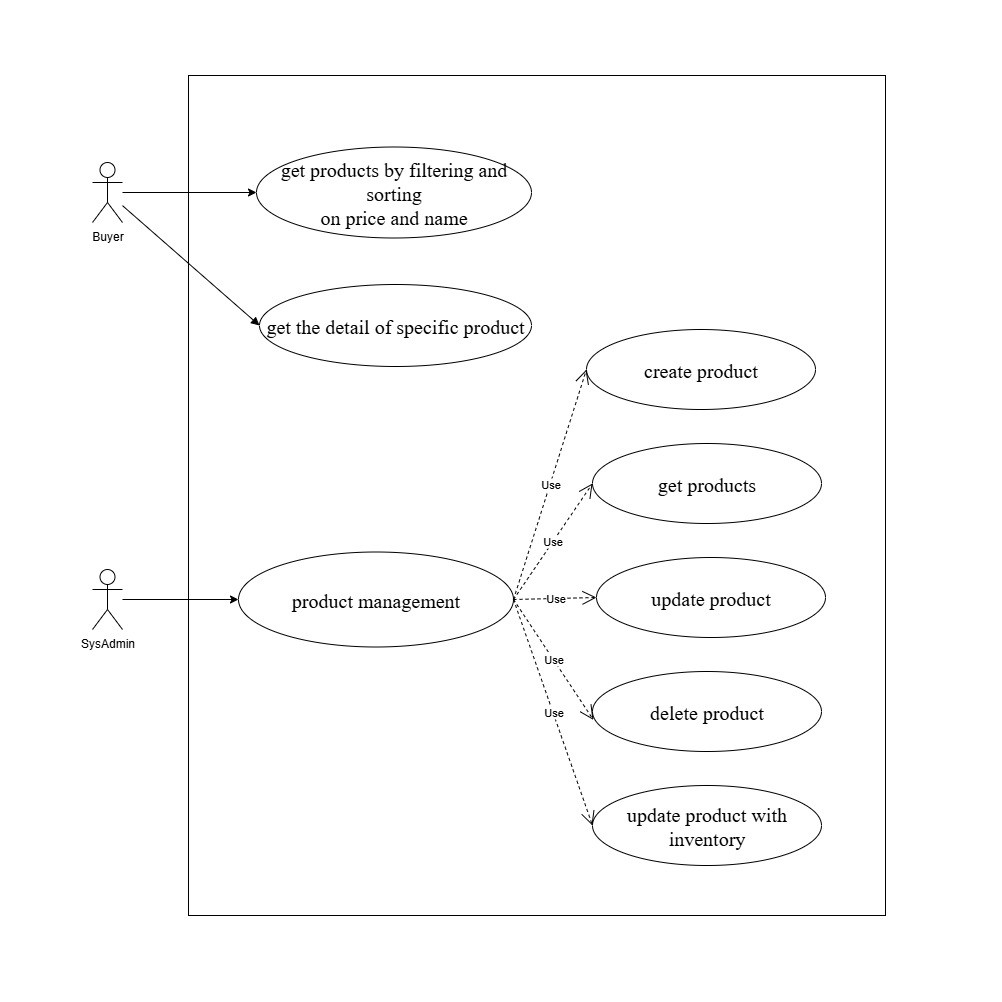 get products by filtering and
sorting
on price and name
Buyer
get the detail of specific product
create product
Use
get products
Use
product management
Use
update product
SysAdmin
Use
delete product
Use
update product with
inventory